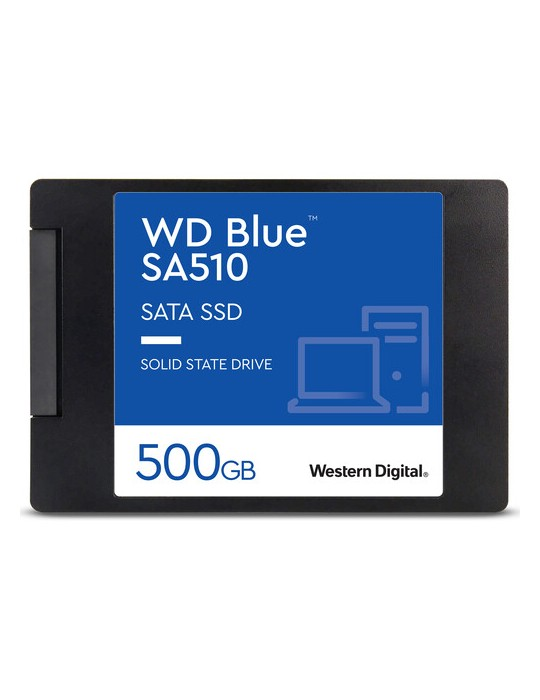 WD Blue™
SA510
SATA SSD
SOLID STATE DRIVE
500GB
Western Digital®